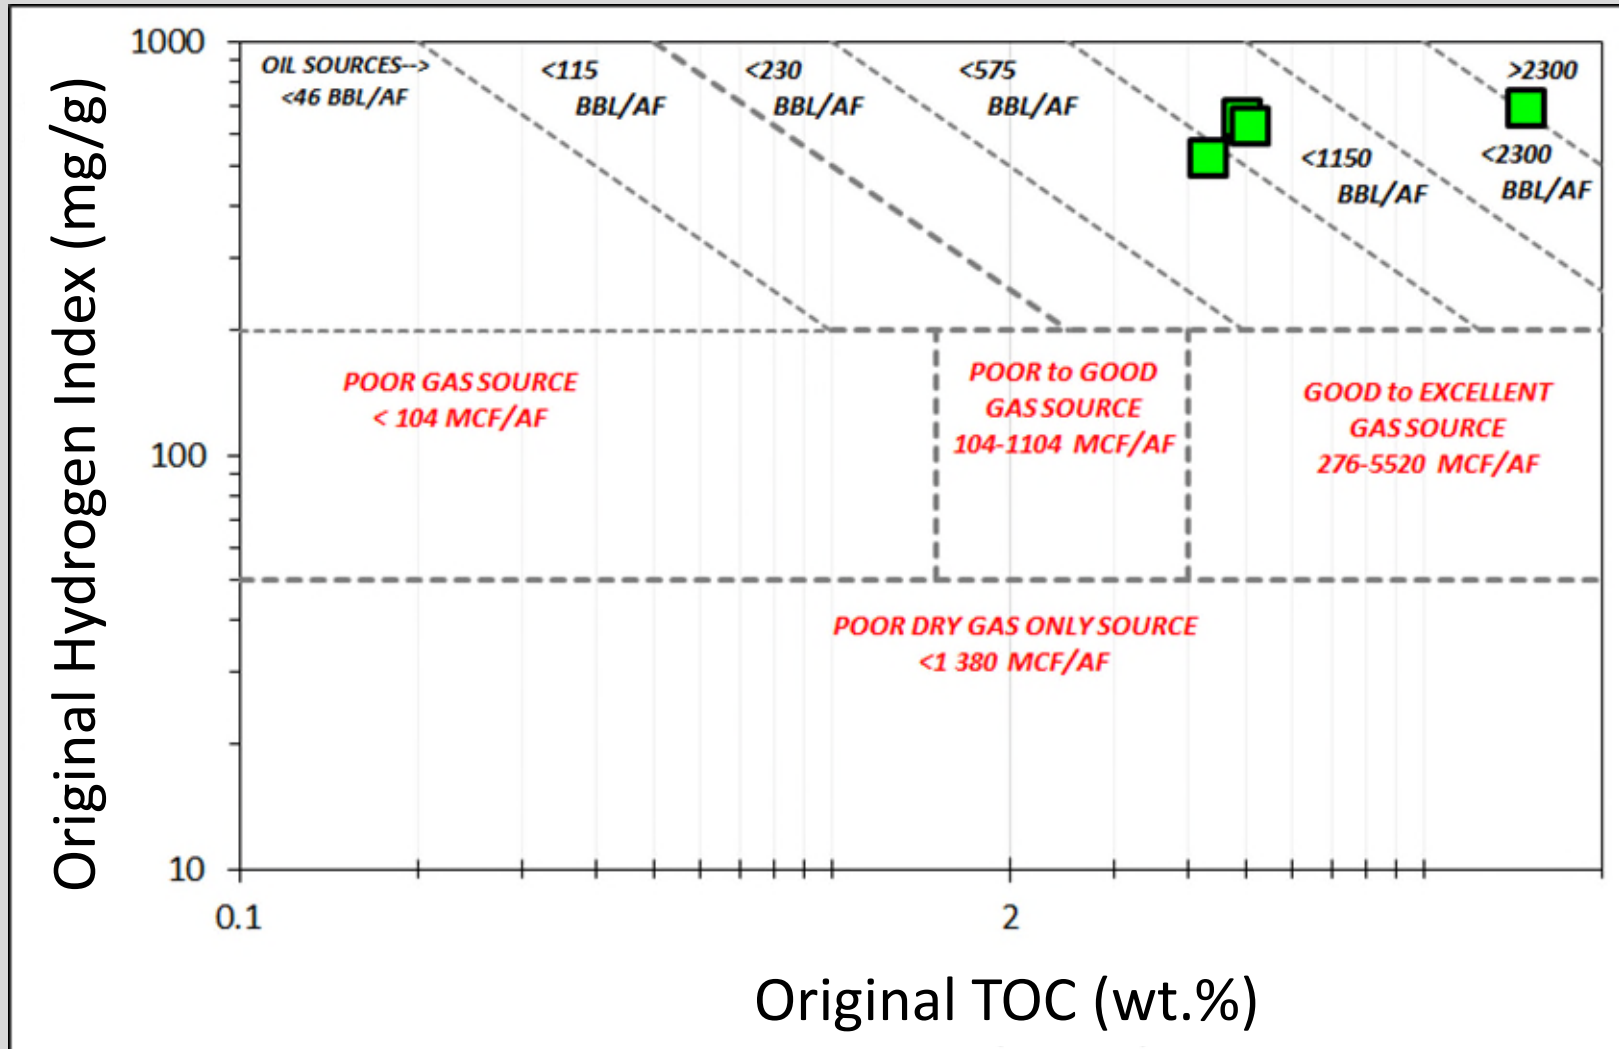 Original Hydrogen Index (mg/g)
1000
100
10
OIL SOURCES-->
<46 BBL/AF
<115
BBL/AF
<230
BBL/AF
<575
BBL/AF
<1150
BBL/AF
>2300
<2300
BBL/AF
POOR GAS SOURCE
< 104 MCF/AF
POOR to GOOD
GAS SOURCE
104-1104 MCF/AF
GOOD to EXCELLENT
GAS SOURCE
276-5520 MCF/AF
POOR DRY GAS ONLY SOURCE
<1 380 MCF/AF
0.1
2
Original TOC (wt.%)